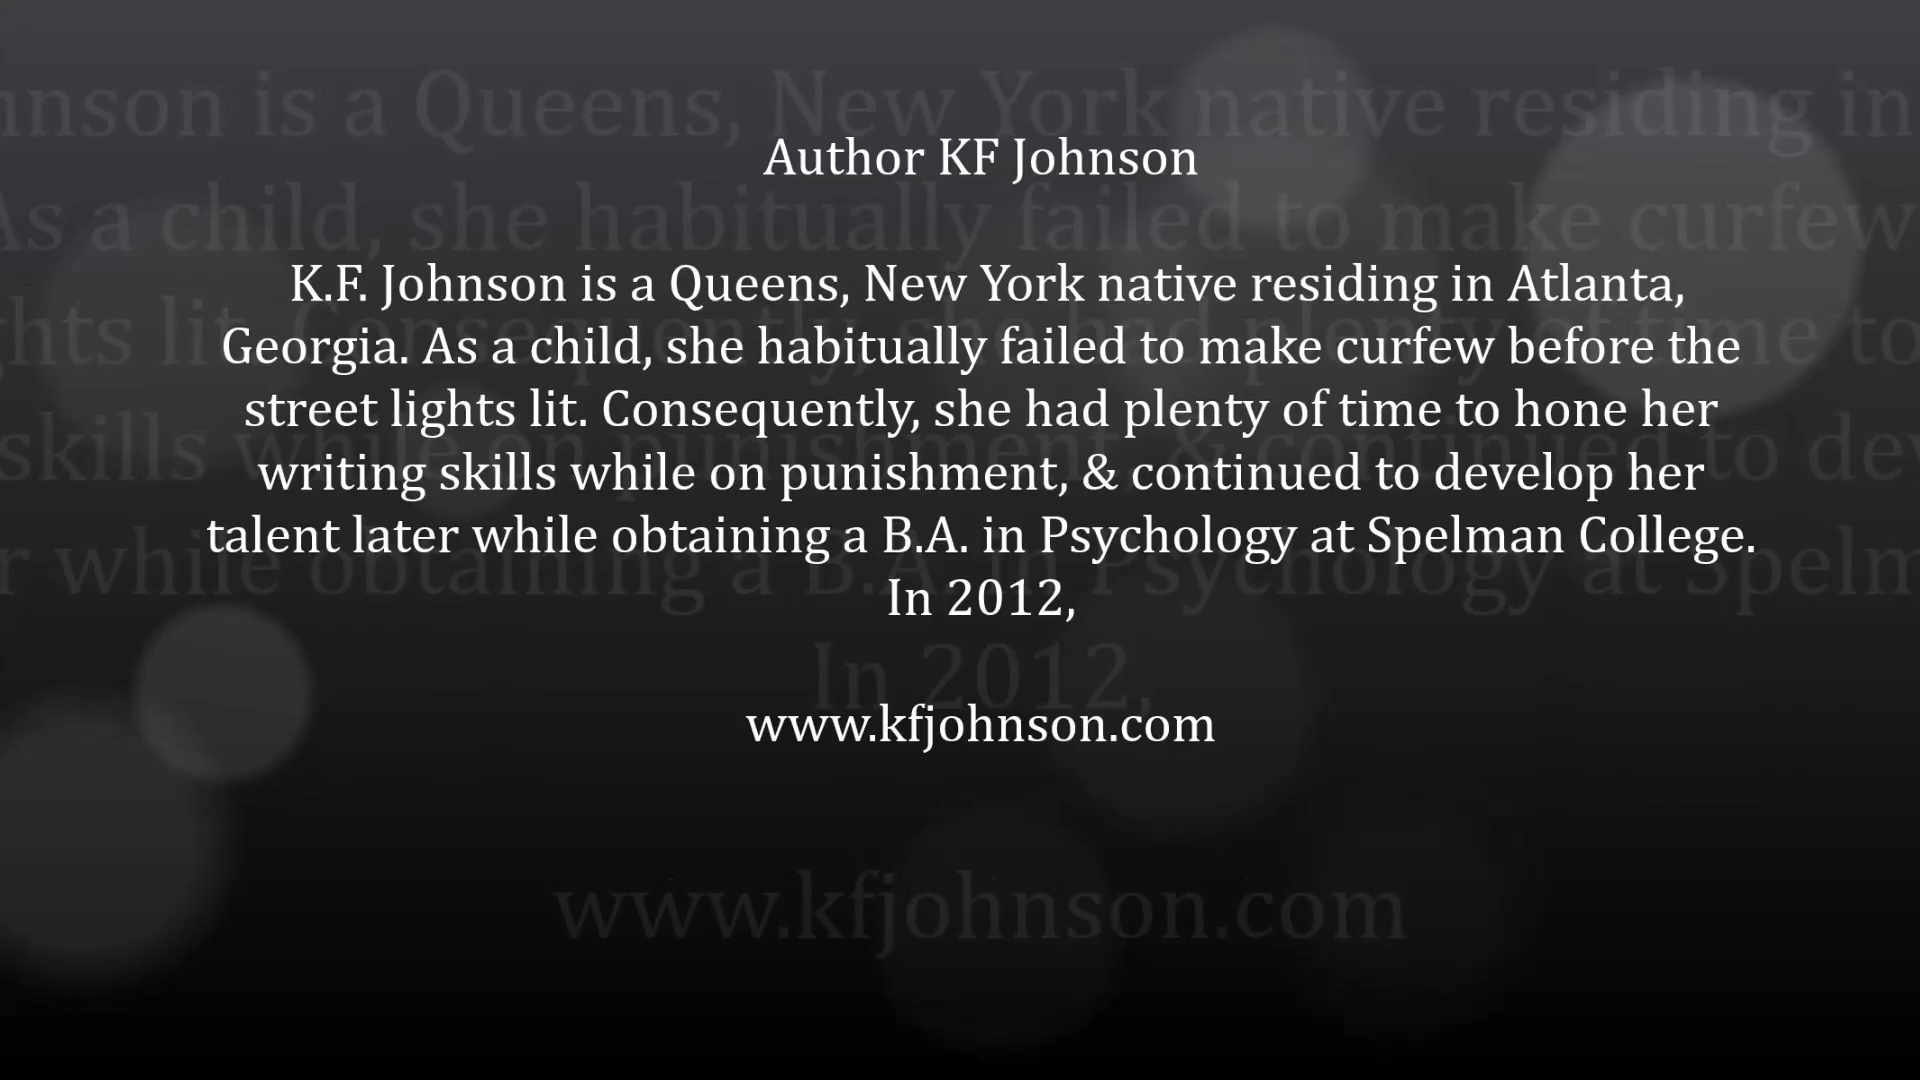 Author KF Johnson
K.F. Johnson is a Queens, New York native residing in Atlanta,
Georgia. As a child, she habitually failed to make curfew before the
street lights lit. Consequently, she had plenty of time to hone her
writing skills while on punishment, & continued to develop her
talent later while obtaining a B.A. in Psychology at Spelman College.
In 2012,
www.kfjohnson.com